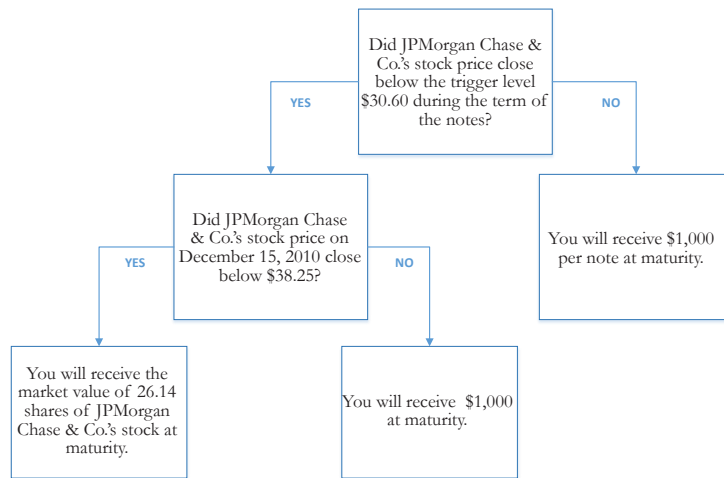 Did JPMorgan Chase &
Co.'s stock price close
below the trigger level
$30.60 during the term of
the notes?
YES
NO
Did JPMorgan Chase
& Co.'s stock price on
December 15, 2010 close
below $38.25?
You will receive $1,000
per note at maturity.
YES
NO
You will receive the
market value of 26.14
shares of JPMorgan
Chase & Co.'s stock at
maturity.
You will receive $1,000
at maturity.